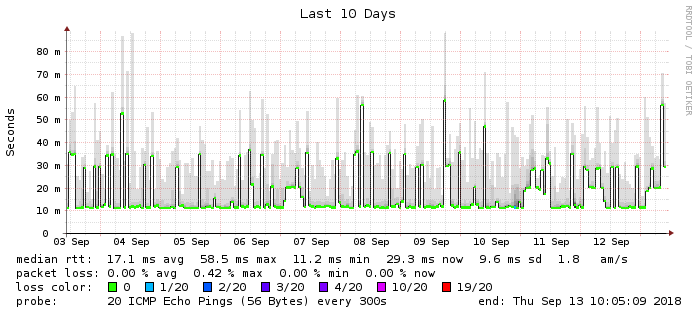 Last 10 Days
RRDTOOL / TOBI OETIKER
Seconds
80 m
70 m
60 m
50 m
40 m
30 m
20 m
10 m
0
03 Sep 04 Sep 05 Sep 06 Sep 07 Sep 08 Sep 09 Sep 10 Sep 11 Sep 12 Sep
median rtt: 17.1 ms avg 58.5 ms max 11.2 ms min 29.3 ms now 9.6 ms sd 1.8 am/s
packet loss: 0.00 % avg 0.42 % max 0.00 % min 0.00 % now
loss color: 0 1/20 2/20 3/20 4/20 10/20 19/20
probe: 20 ICMP Echo Pings (56 Bytes) every 300s end: Thu Sep 13 10:05:09 2018